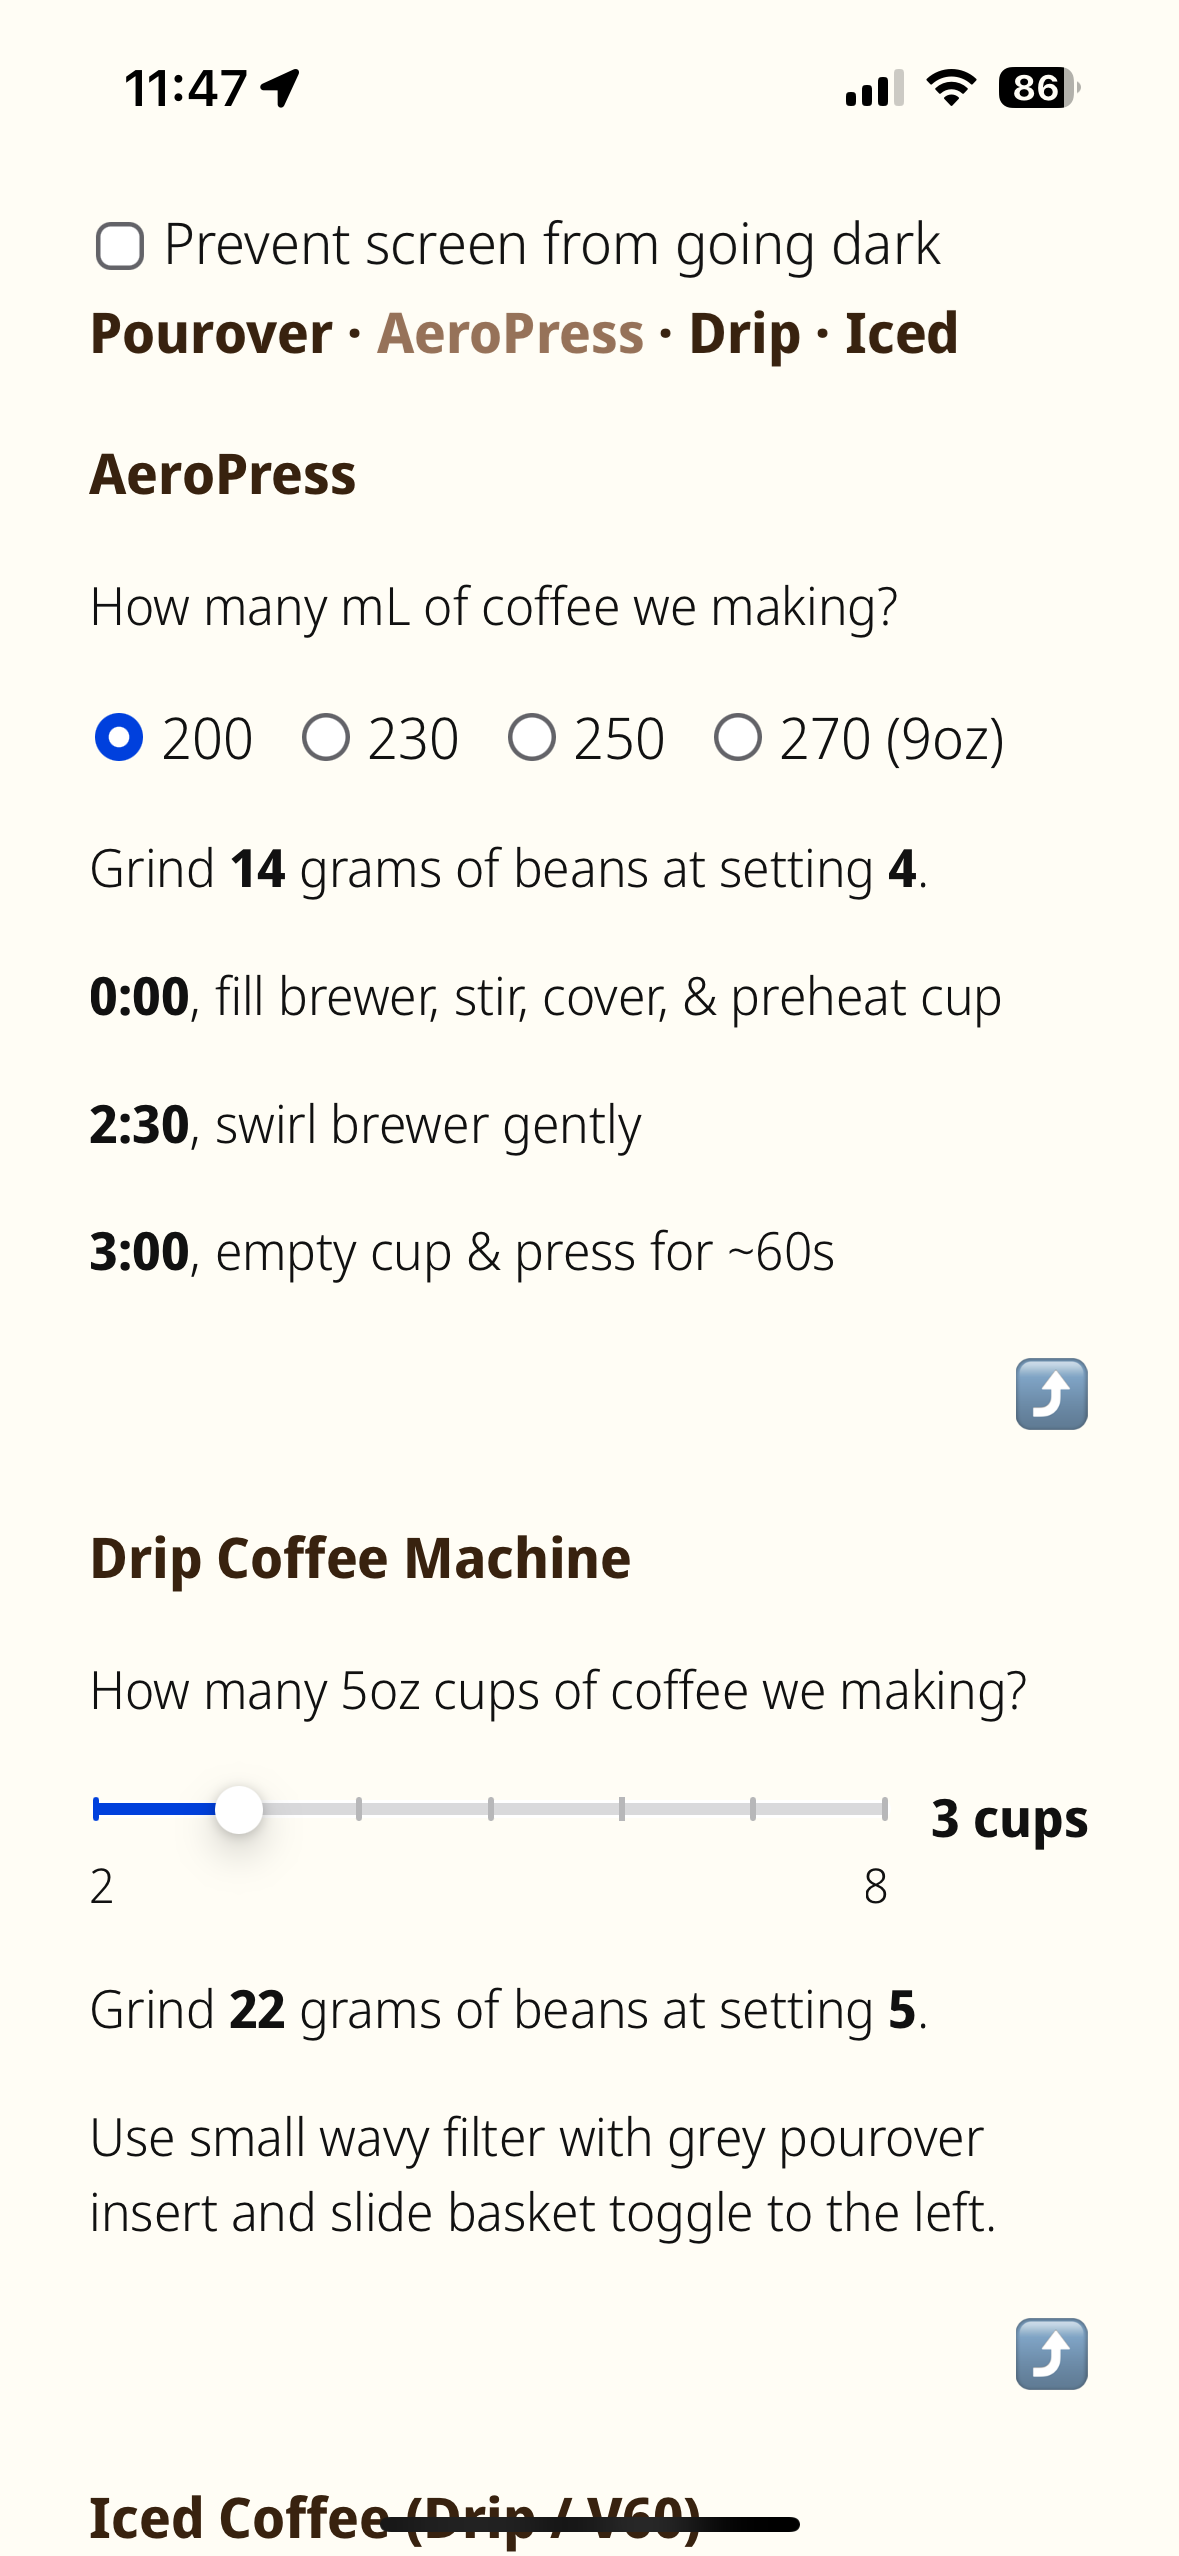 11:47
86
Prevent screen from going dark
Pourover · AeroPress · Drip · Iced
AeroPress
How many mL of coffee we making?
200 230 250 270 (9oz)
Grind 14 grams of beans at setting 4.
0:00, fill brewer, stir, cover, & preheat cup
2:30, swirl brewer gently
3:00, empty cup & press for ~60s
Drip Coffee Machine
How many 5oz cups of coffee we making?
3 cups
2 8
Grind 22 grams of beans at setting 5.
Use small wavy filter with grey pourover
insert and slide basket toggle to the left.
Iced Coffee (Drip / V60)